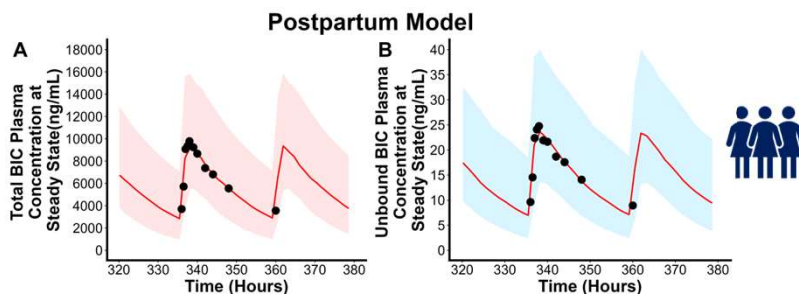 Postpartum Model
A
Total BIC Plasma
Concentration at
Steady State(ng/mL)
18000
16000
14000
12000
10000
8000
6000
4000
2000
0
320 330 340 350 360 370 380
Time (Hours)
B
Unbound BIC Plasma
Concentration at
Steady State(ng/mL)
40
35
30
25
20
15
10
5
0
320 330 340 350 360 370 380
Time (Hours)